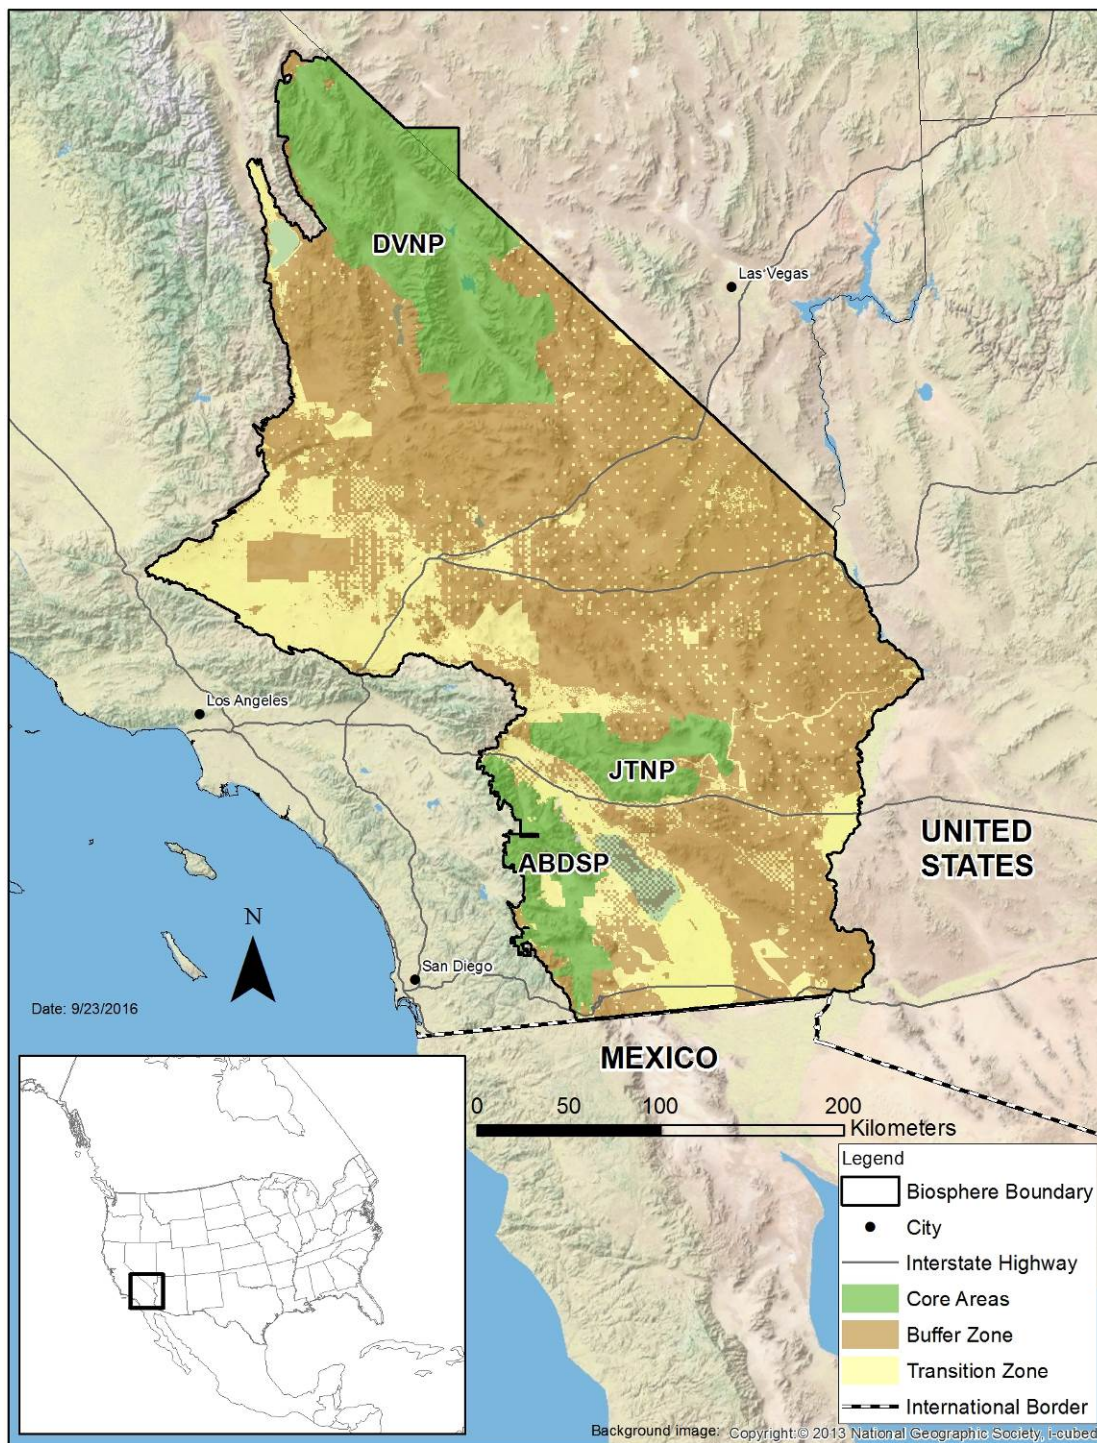 DVNP
Las Vegas
Los Angeles
JTNP
UNITED
STATES
ABDSP
N
San Diego
Date: 9/23/2016
MEXICO
0 50 100 200
Kilometers
Legend
Biosphere Boundary
City
Interstate Highway
Core Areas
Buffer Zone
Transition Zone
International Border
Background image: Copyright:© 2013 National Geographic Society, i-cubed